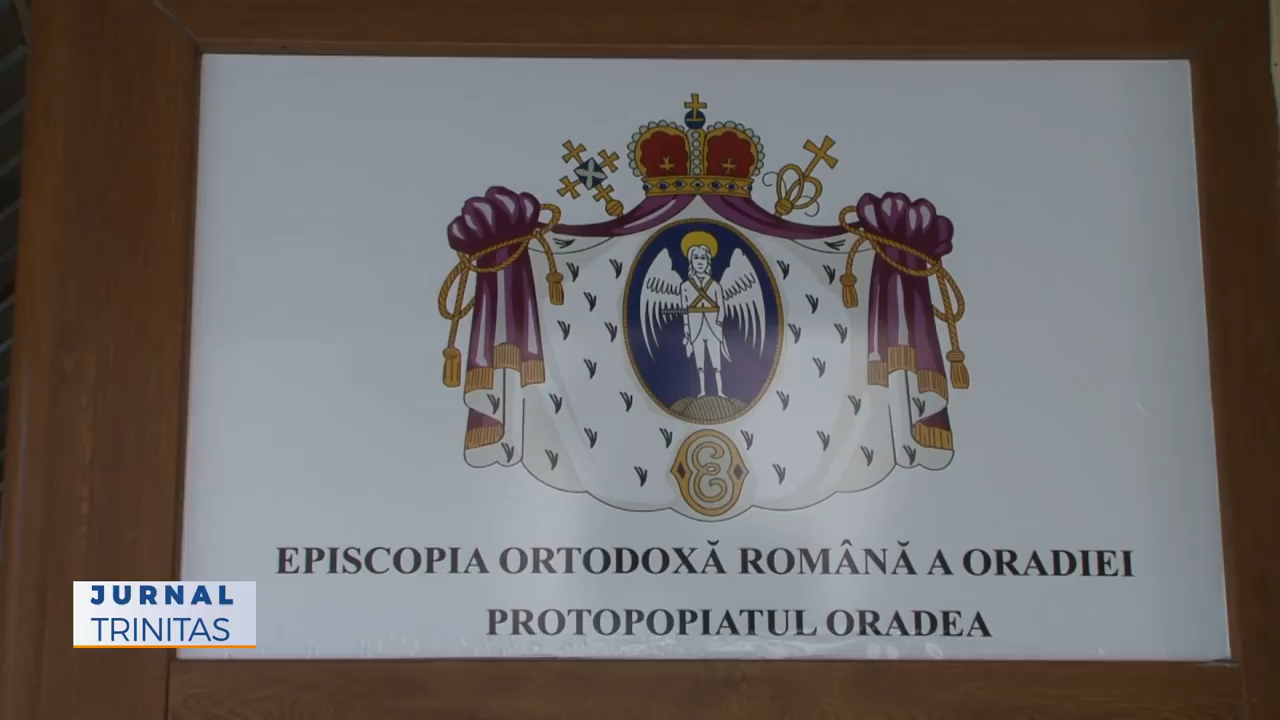 EPISCOPIA ORTODOXĂ ROMÂNĂ A ORADIEI
PROTOPOPIATUL ORADEA
JURNAL
TRINITAS